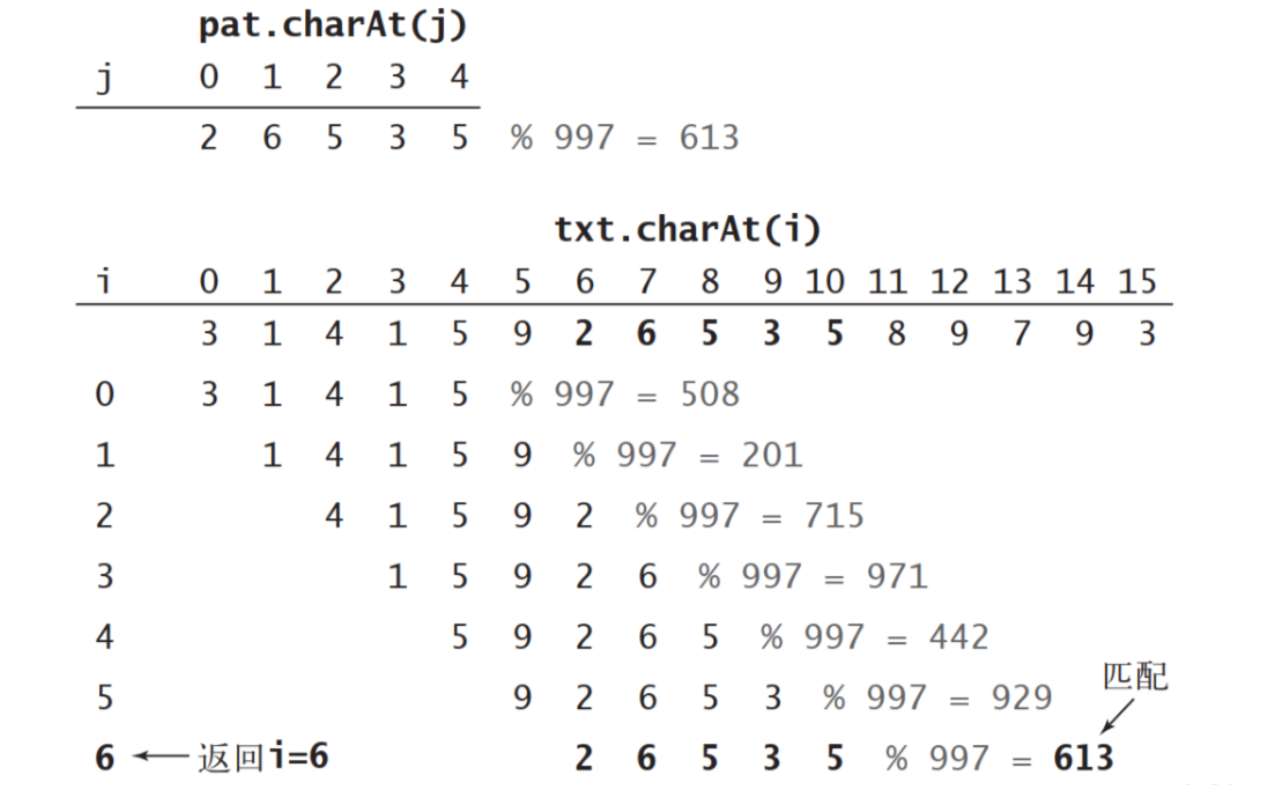 pat.charAt(j)
j 0 1 2 3 4
2 6 5 3 5 % 997 = 613
txt.charAt(i)
i 0 1 2 3 4 5 6 7 8 9 10 11 12 13 14 15
3 1 4 1 5 9 2 6 5 3 5 8 9 7 9 3
0 3 1 4 1 5 % 997 = 508
1 1 4 1 5 9 % 997 = 201
2 4 1 5 9 2 % 997 = 715
3 1 5 9 2 6 % 997 = 971
4 5 9 2 6 5 % 997 = 442
匹配
5 9 2 6 5 3 % 997 = 929
6 返回i=6 2 6 5 3 5 % 997 = 613